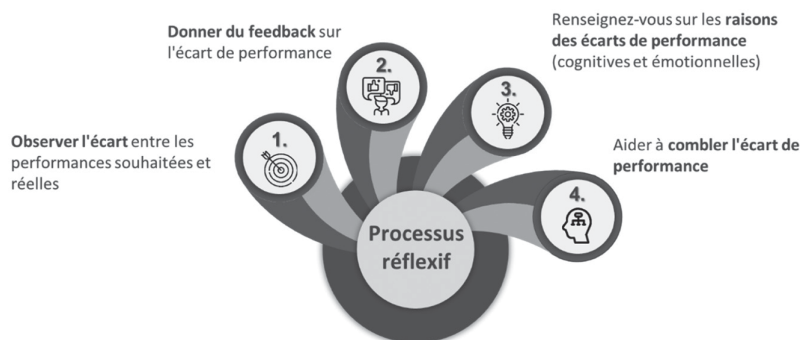 Donner du feedback sur
l'écart de performance
Renseignez-vous sur les raisons
des écarts de performance
(cognitives et émotionnelles)
Observer l'écart entre les
performances souhaitées et
réelles
Aider à combler l'écart de
performance
1.
2.
3.
4.
Processus
réflexif